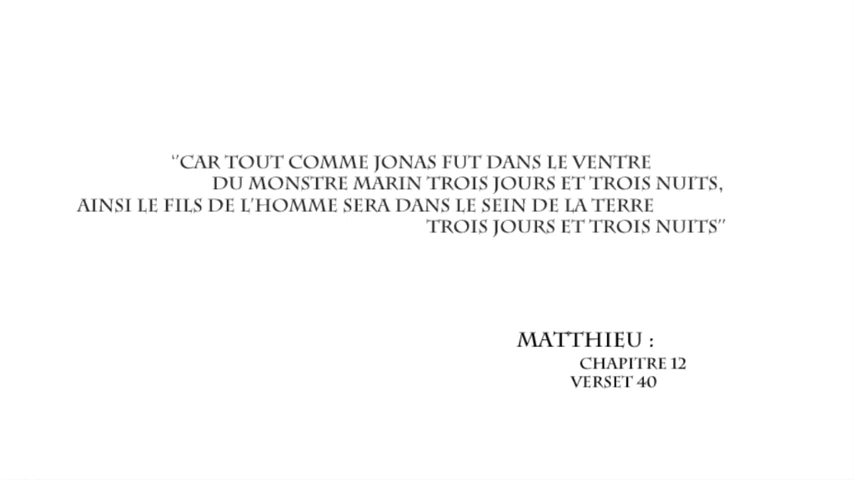 ‘’CAR TOUT COMME JONAS FUT DANS LE VENTRE
DU MONSTRE MARIN TROIS JOURS ET TROIS NUITS,
AINSI LE FILS DE L'HOMME SERA DANS LE SEIN DE LA TERRE
TROIS JOURS ET TROIS NUITS’’
MATTHIEU :
CHAPITRE 12
VERSET 40